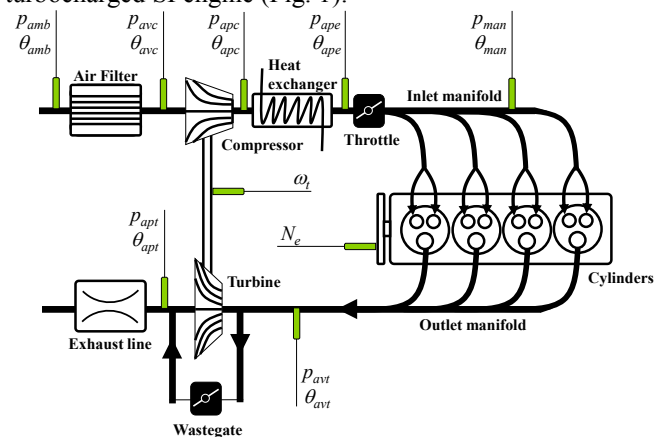 turbocharged SI engine (Fig. 1).
p_amb p_avc p_apc p_ape p_man
θ_amb θ_avc θ_apc θ_ape θ_man
Air Filter
Heat
exchanger
Inlet manifold
Compressor
Throttle
ω_t
N_e
p_apt
θ_apt
Turbine
Cylinders
Exhaust line
Outlet manifold
p_avt
θ_avt
Wastegate